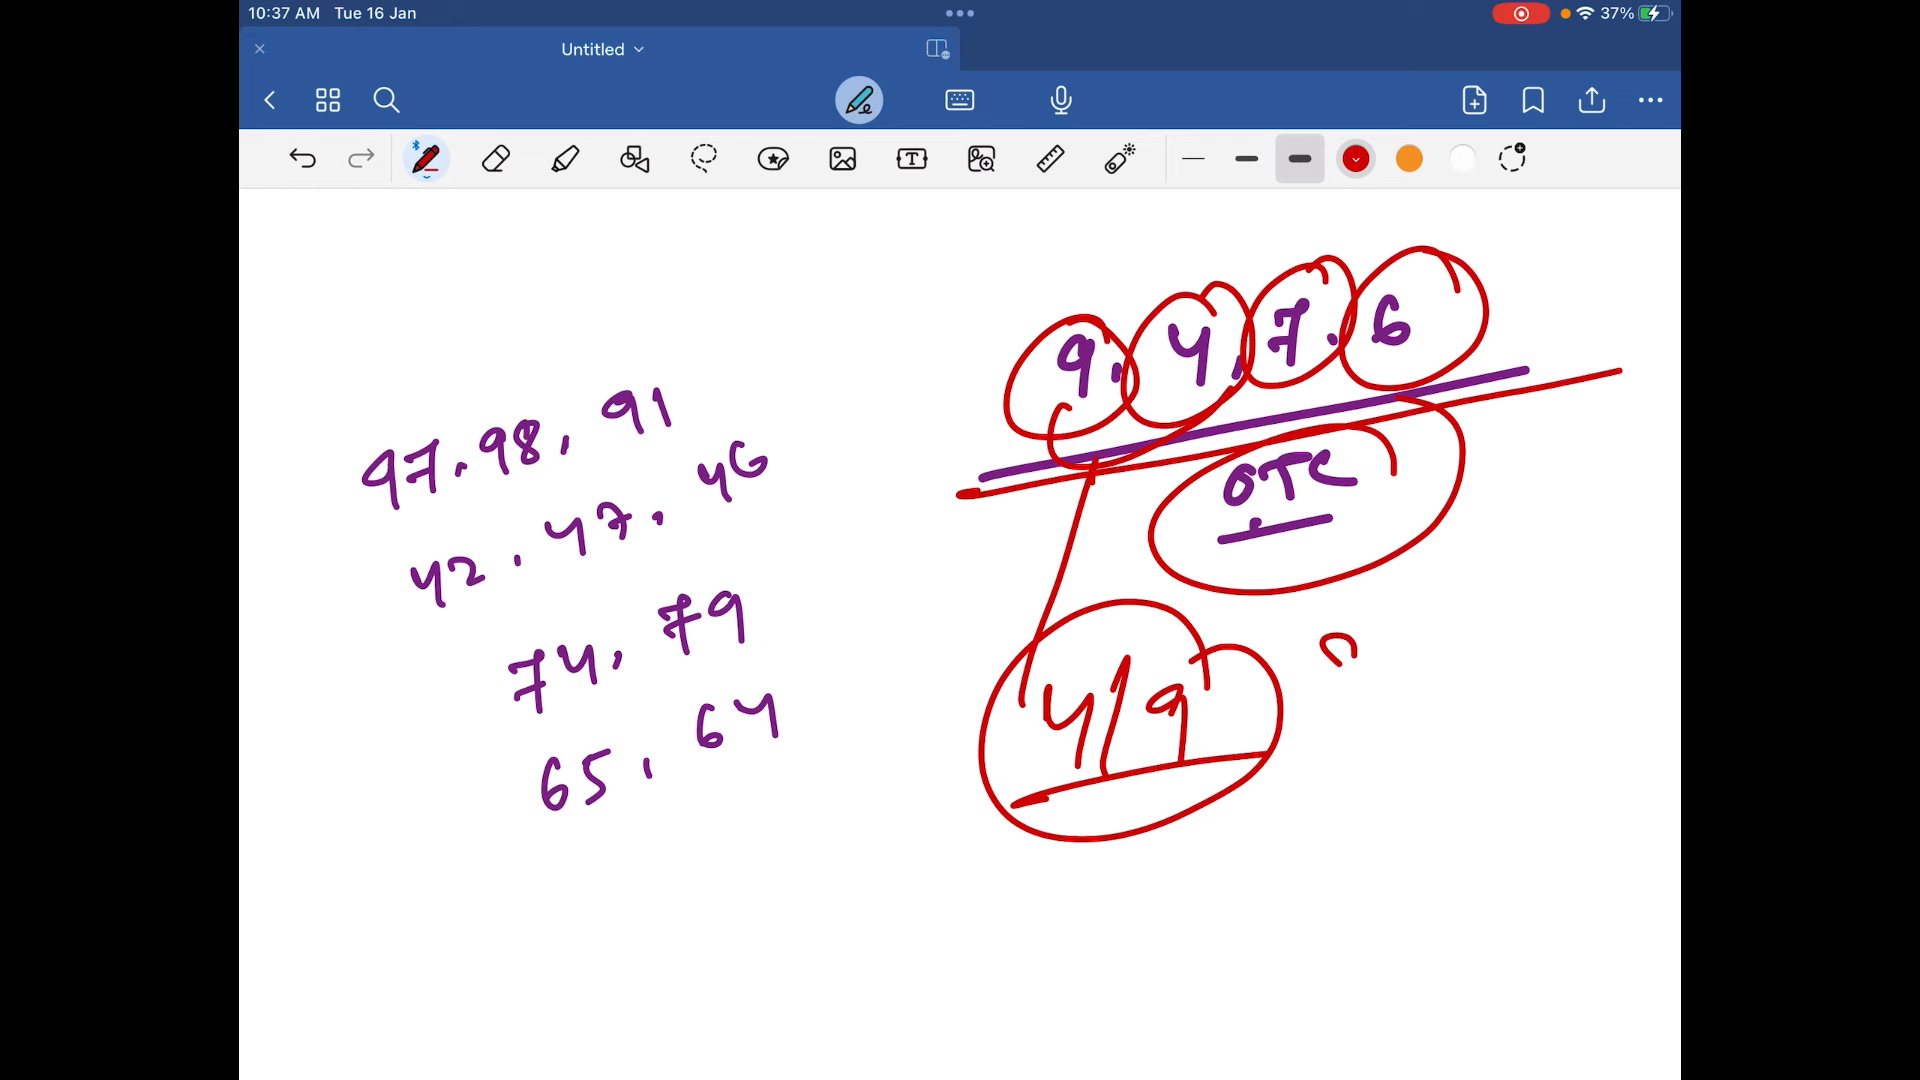 10:37 AM Tue 16 Jan
37%
Untitled
9, 4, 7. 6
OTC
97. 98, 91
42. 47. 46
74, 79
65, 64
4/9